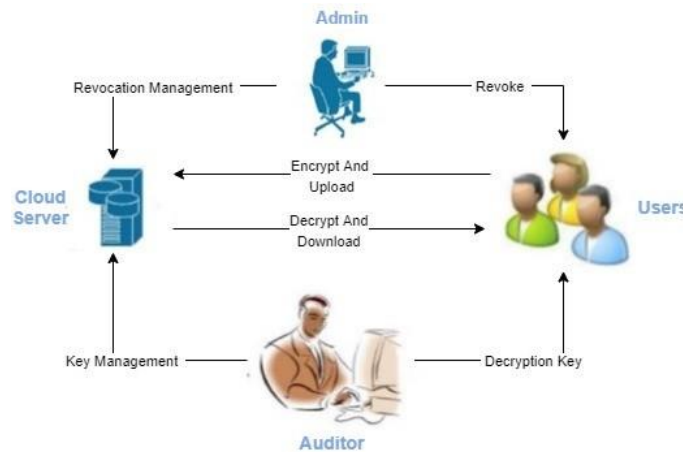 Admin
Revocation Management
Revoke
Encrypt And
Upload
Cloud
Server
Users
Decrypt And
Download
Key Management
Decryption Key
Auditor